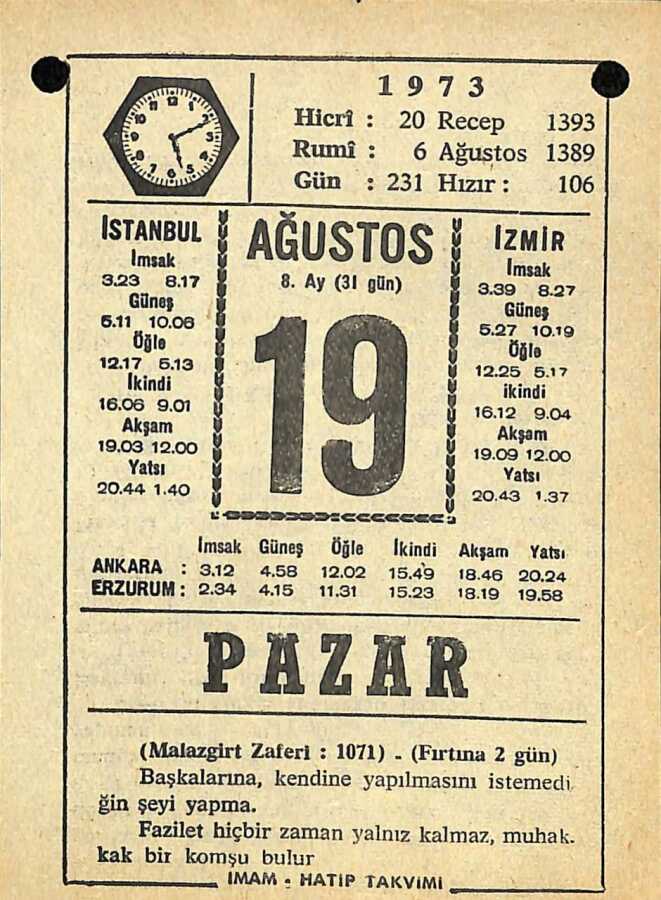 1973
Hicrî : 20 Recep 1393
Rumî : 6 Ağustos 1389
Gün : 231 Hızır : 106
İSTANBUL
İmsak
3.23 8.17
Güneş
5.11 10.06
Öğle
12.17 5.13
İkindi
16.06 9.01
Akşam
19.03 12.00
Yatsı
20.44 1.40
AĞUSTOS
8. Ay (31 gün)
19
İZMİR
İmsak
3.39 8.27
Güneş
5.27 10.19
Öğle
12.25 5.17
ikindi
16.12 9.04
Akşam
19.09 12.00
Yatsı
20.43 1.37
İmsak Güneş Öğle İkindi Akşam Yatsı
ANKARA : 3.12 4.58 12.02 15.49 18.46 20.24
ERZURUM : 2.34 4.15 11.31 15.23 18.19 19.58
PAZAR
(Malazgirt Zaferi : 1071) - (Fırtına 2 gün)
Başkalarına, kendine yapılmasını istemedi
ğin şeyi yapma.
Fazilet hiçbir zaman yalnız kalmaz, muhak-
kak bir komşu bulur
İMAM - HATİP TAKVİMİ